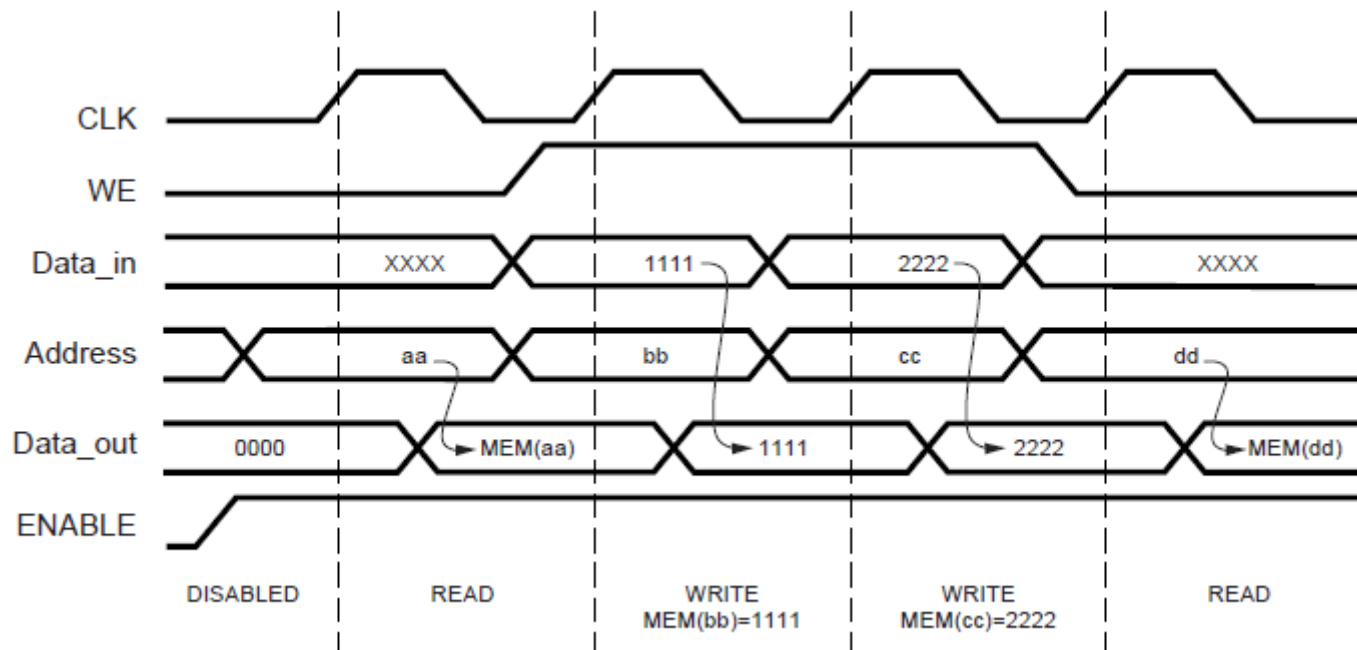 CLK
WE
Data_in XXXX 1111 2222 XXXX
Address aa bb cc dd
Data_out 0000 MEM(aa) 1111 2222 MEM(dd)
ENABLE
DISABLED READ WRITE WRITE READ
MEM(bb)=1111 MEM(cc)=2222